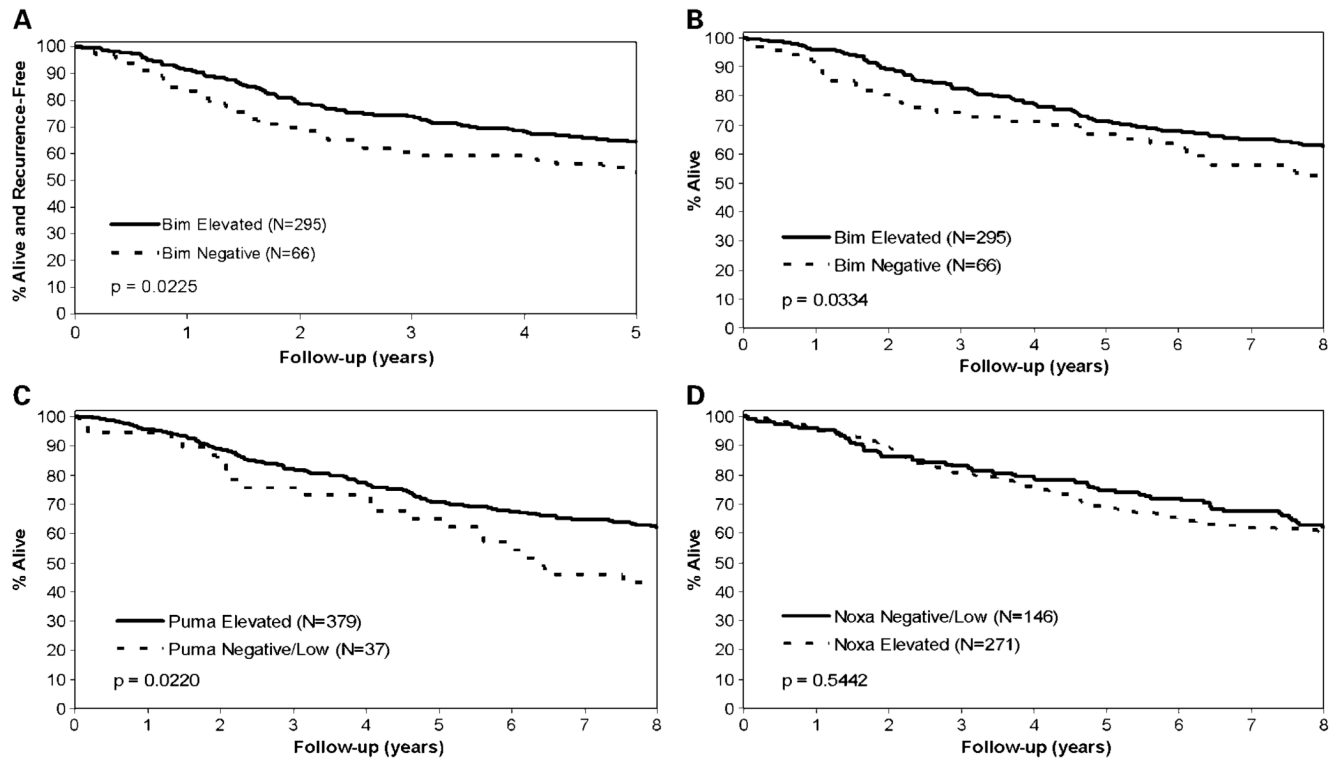 A
% Alive and Recurrence-Free
100
90
80
70
60
50
40
30
20
10
0
Bim Elevated (N=295)
Bim Negative (N=66)
p = 0.0225
0 1 2 3 4 5
Follow-up (years)
B
% Alive
100
90
80
70
60
50
40
30
20
10
0
Bim Elevated (N=295)
Bim Negative (N=66)
p = 0.0334
0 1 2 3 4 5 6 7 8
Follow-up (years)
C
% Alive
100
90
80
70
60
50
40
30
20
10
0
Puma Elevated (N=379)
Puma Negative/Low (N=37)
p = 0.0220
0 1 2 3 4 5 6 7 8
Follow-up (years)
D
% Alive
100
90
80
70
60
50
40
30
20
10
0
Noxa Negative/Low (N=146)
Noxa Elevated (N=271)
p = 0.5442
0 1 2 3 4 5 6 7 8
Follow-up (years)